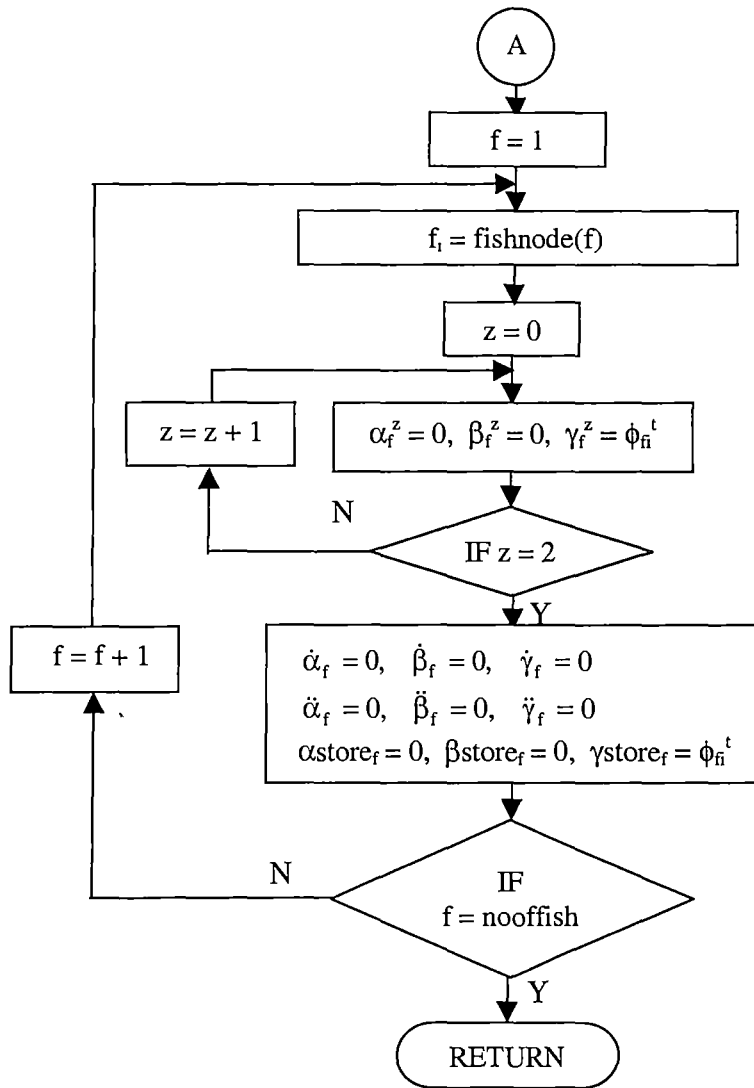 A
f = 1
fᵢ = fishnode(f)
z = 0
z = z + 1
α_f^z = 0, β_f^z = 0, γ_f^z = ϕ_fi^t
N
IF z = 2
Y
f = f + 1
α̇_f = 0, β̇_f = 0, γ̇_f = 0
α̈_f = 0, β̈_f = 0, γ̈_f = 0
αstore_f = 0, βstore_f = 0, γstore_f = ϕ̇_fi^t
N
IF
f = nooffish
Y
RETURN